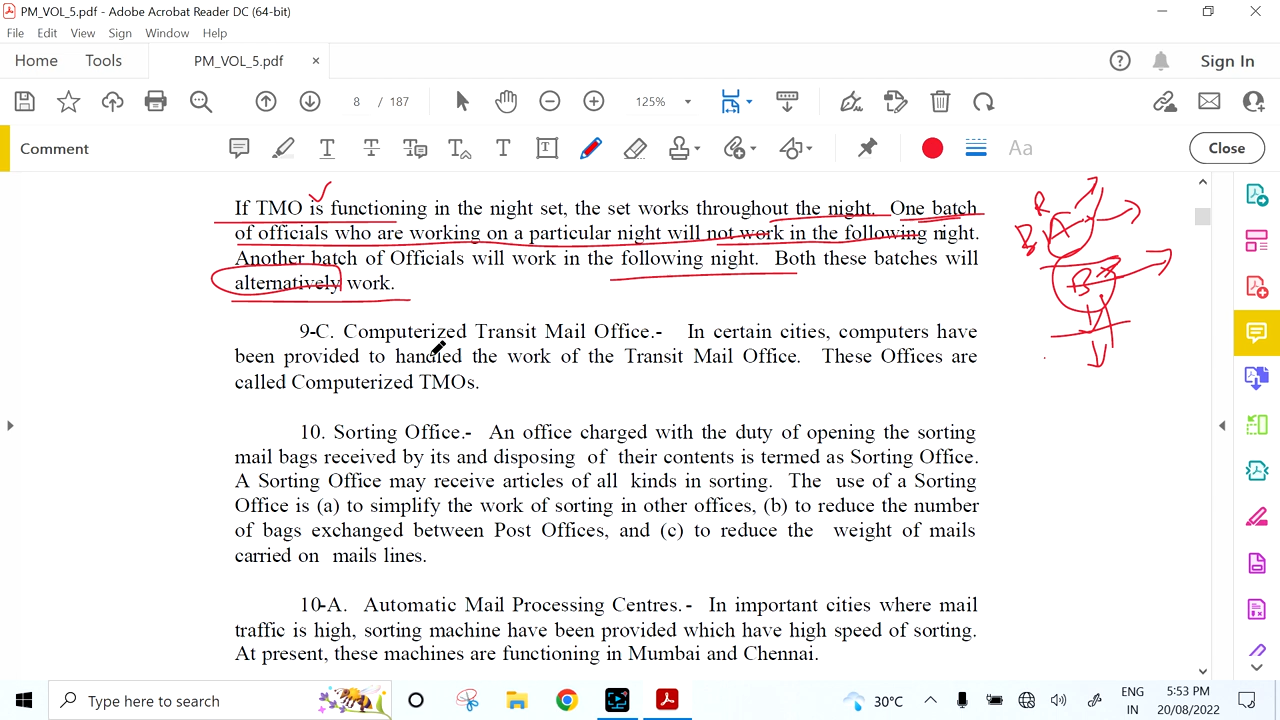 PM_VOL_5.pdf - Adobe Acrobat Reader DC (64-bit)
File Edit View Sign Window Help
Home Tools PM_VOL_5.pdf × Sign In
8 / 187 125%
Comment Aa Close
If TMO is functioning in the night set, the set works throughout the night. One batch
of officials who are working on a particular night will not work in the following night.
Another batch of Officials will work in the following night. Both these batches will
alternatively work.
R
B A
B
9-C. Computerized Transit Mail Office.- In certain cities, computers have
been provided to handled the work of the Transit Mail Office. These Offices are
called Computerized TMOs.
10. Sorting Office.- An office charged with the duty of opening the sorting
mail bags received by its and disposing of their contents is termed as Sorting Office.
A Sorting Office may receive articles of all kinds in sorting. The use of a Sorting
Office is (a) to simplify the work of sorting in other offices, (b) to reduce the number
of bags exchanged between Post Offices, and (c) to reduce the weight of mails
carried on mails lines.
10-A. Automatic Mail Processing Centres.- In important cities where mail
traffic is high, sorting machine have been provided which have high speed of sorting.
At present, these machines are functioning in Mumbai and Chennai.
Type here to search 30°C ENG 5:53 PM
IN 20/08/2022